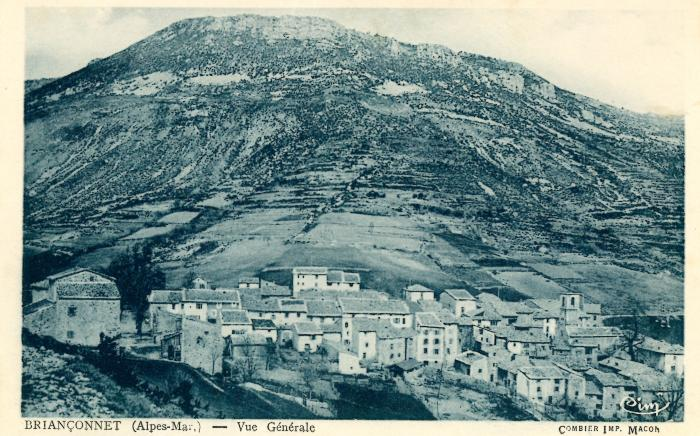 BRIANÇONNET (Alpes-Mar.) — Vue Générale
Cim
COMBIER IMP. MACON